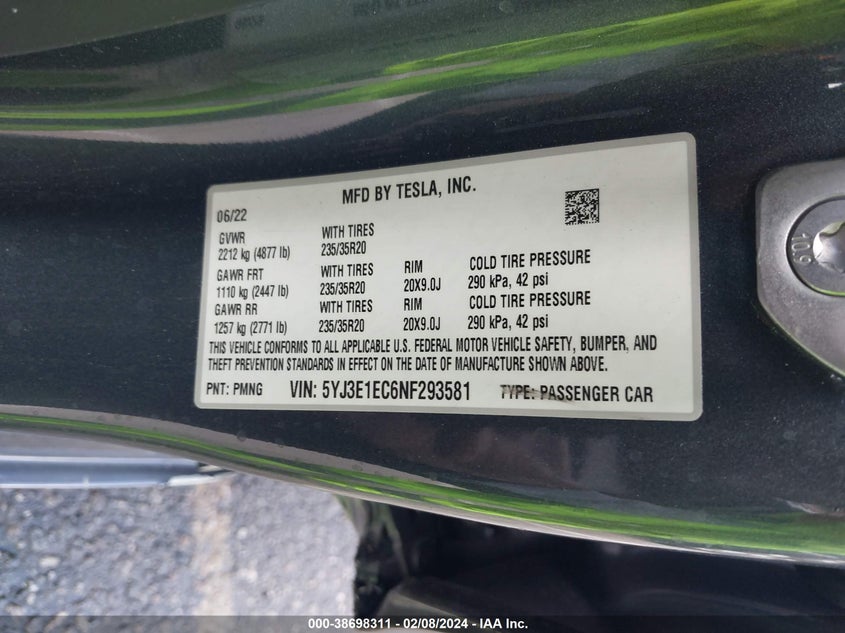 MFD BY TESLA, INC.
06/22
GVWR WITH TIRES
2212 kg (4877 lb) 235/35R20
GAWR FRT WITH TIRES RIM COLD TIRE PRESSURE
1110 kg (2447 lb) 235/35R20 20X9.0J 290 kPa, 42 psi
GAWR RR WITH TIRES RIM COLD TIRE PRESSURE
1257 kg (2771 lb) 235/35R20 20X9.0J 290 kPa, 42 psi
THIS VEHICLE CONFORMS TO ALL APPLICABLE U.S. FEDERAL MOTOR VEHICLE SAFETY, BUMPER, AND
THEFT PREVENTION STANDARDS IN EFFECT ON THE DATE OF MANUFACTURE SHOWN ABOVE.
PNT: PMNG VIN: 5YJ3E1EC6NF293581 TYPE: PASSENGER CAR
10.9
000-38698311 - 02/08/2024 - IAA Inc.